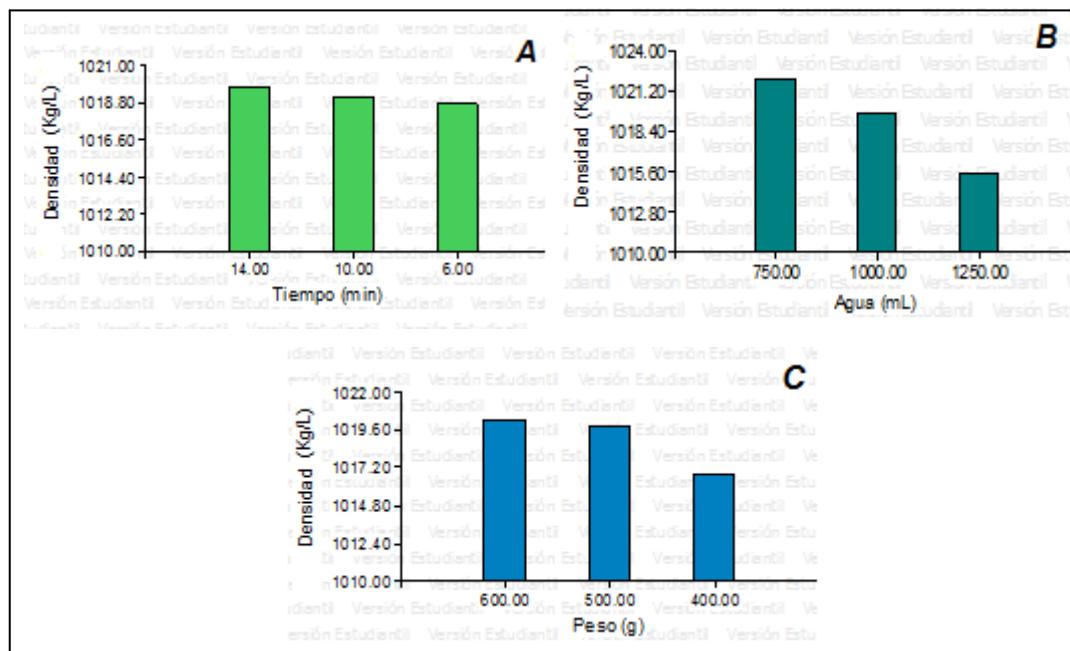 A
Densidad (Kg/L)
1021.00
1018.80
1016.60
1014.40
1012.20
1010.00
14.00 10.00 6.00
Tiempo (min)
B
Densidad (Kg/L)
1024.00
1021.20
1018.40
1015.60
1012.80
1010.00
750.00 1000.00 1250.00
Agua (mL)
C
Densidad (Kg/L)
1022.00
1019.60
1017.20
1014.80
1012.40
1010.00
600.00 500.00 400.00
Peso (g)
Versión Estudiantil